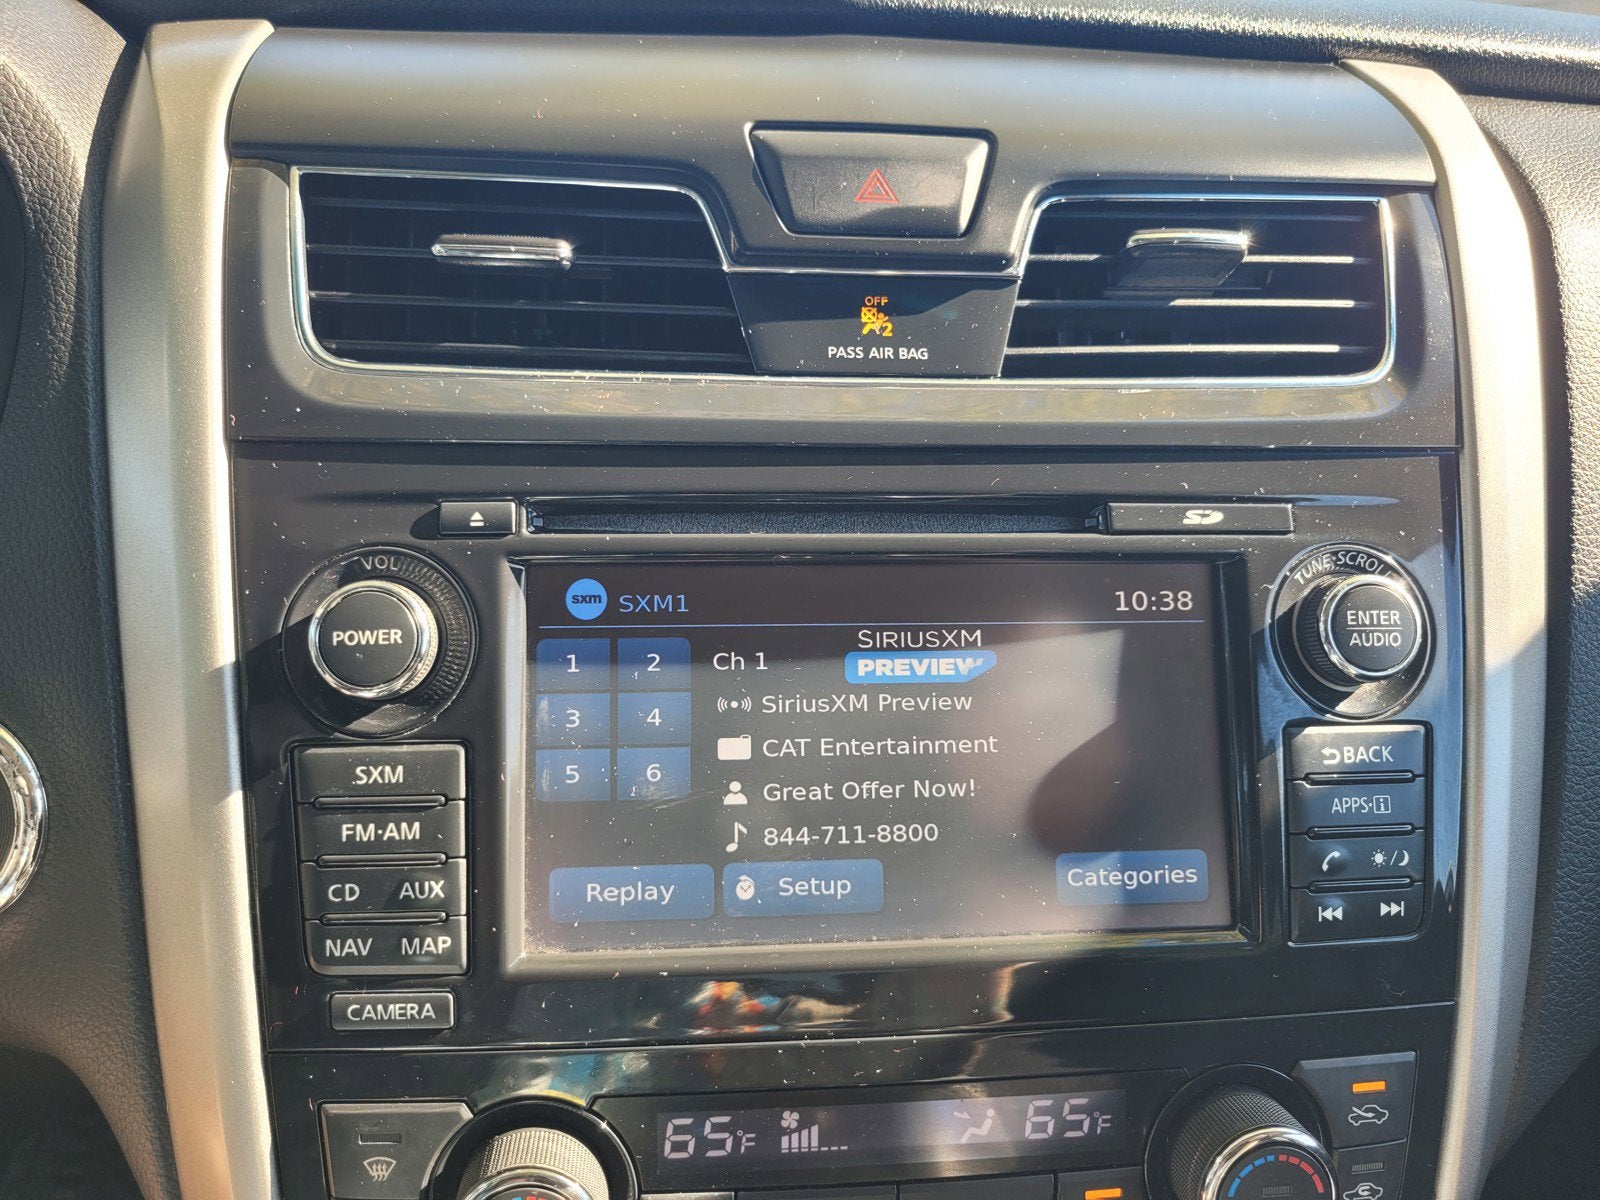 OFF
2
PASS AIR BAG
SD
VOL
POWER
TUNE·SCROLL
ENTER
AUDIO
sxm SXM1 10:38
1 2 Ch 1 SIRIUSXM
PREVIEW
SiriusXM Preview
3 4
CAT Entertainment
5 6
Great Offer Now!
844-711-8800
Replay Setup Categories
SXM
FM·AM
CD AUX
NAV MAP
CAMERA
BACK
APPS·i
65°F 65°F